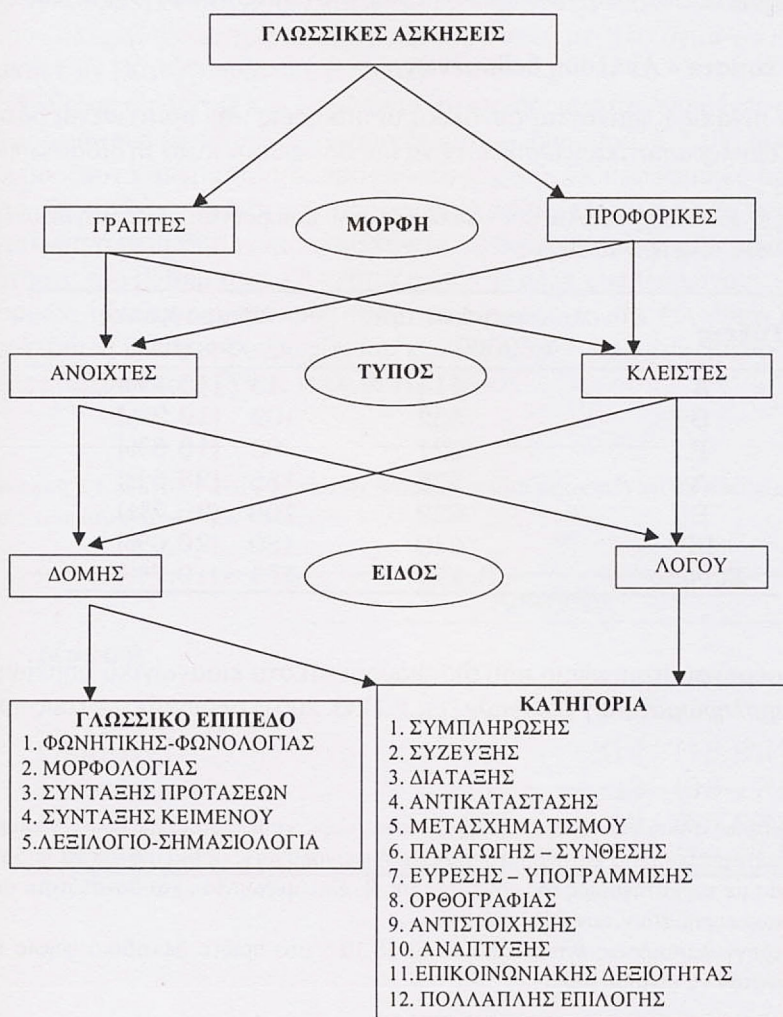 ΓΛΩΣΣΙΚΕΣ ΑΣΚΗΣΕΙΣ
ΓΡΑΠΤΕΣ
ΜΟΡΦΗ
ΠΡΟΦΟΡΙΚΕΣ
ΑΝΟΙΧΤΕΣ
ΤΥΠΟΣ
ΚΛΕΙΣΤΕΣ
ΔΟΜΗΣ
ΕΙΔΟΣ
ΛΟΓΟΥ
ΓΛΩΣΣΙΚΟ ΕΠΙΠΕΔΟ
1. ΦΩΝΗΤΙΚΗΣ-ΦΩΝΟΛΟΓΙΑΣ
2. ΜΟΡΦΟΛΟΓΙΑΣ
3. ΣΥΝΤΑΞΗΣ ΠΡΟΤΑΣΕΩΝ
4. ΣΥΝΤΑΞΗΣ ΚΕΙΜΕΝΟΥ
5.ΛΕΞΙΛΟΓΙΟ-ΣΗΜΑΣΙΟΛΟΓΙΑ
ΚΑΤΗΓΟΡΙΑ
1. ΣΥΜΠΛΗΡΩΣΗΣ
2. ΣΥΖΕΥΞΗΣ
3. ΔΙΑΤΑΞΗΣ
4. ΑΝΤΙΚΑΤΑΣΤΑΣΗΣ
5. ΜΕΤΑΣΧΗΜΑΤΙΣΜΟΥ
6. ΠΑΡΑΓΩΓΗΣ – ΣΥΝΘΕΣΗΣ
7. ΕΥΡΕΣΗΣ – ΥΠΟΓΡΑΜΜΙΣΗΣ
8. ΟΡΘΟΓΡΑΦΙΑΣ
9. ΑΝΤΙΣΤΟΙΧΗΣΗΣ
10. ΑΝΑΠΤΥΞΗΣ
11.ΕΠΙΚΟΙΝΩΝΙΑΚΗΣ ΔΕΞΙΟΤΗΤΑΣ
12. ΠΟΛΛΑΠΛΗΣ ΕΠΙΛΟΓΗΣ